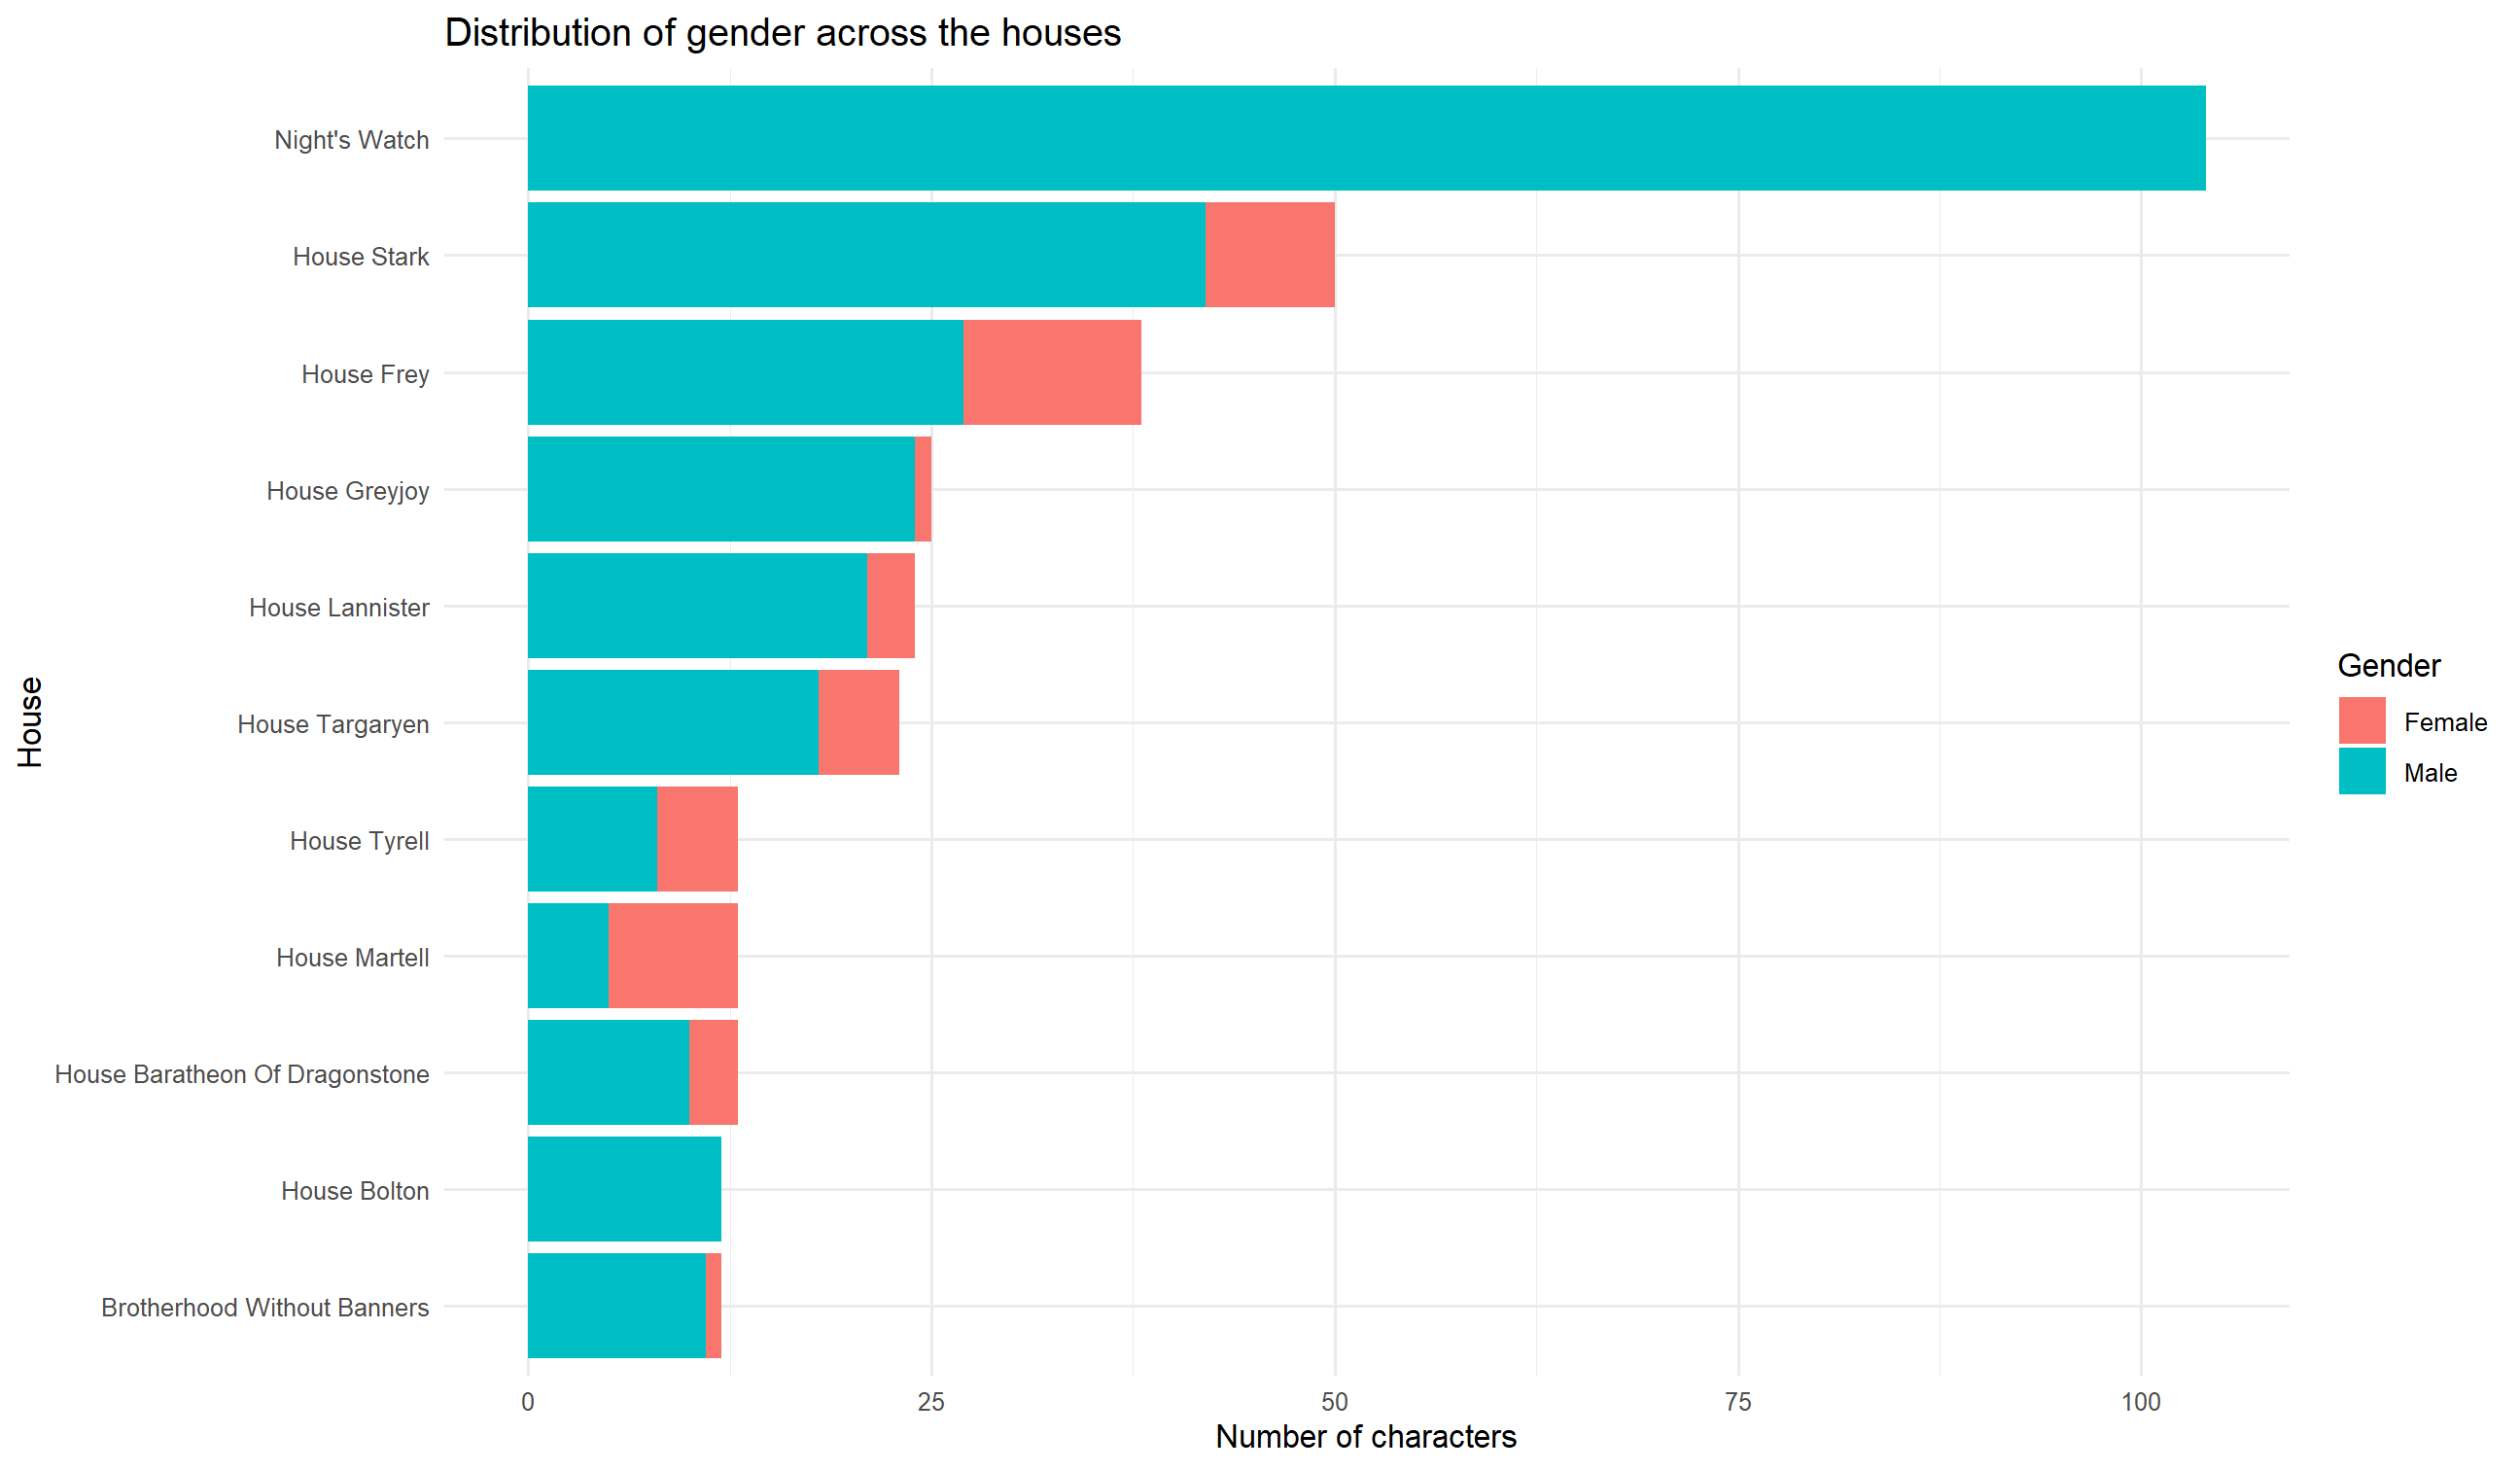 Distribution of gender across the houses
House
Night's Watch
House Stark
House Frey
House Greyjoy
House Lannister
House Targaryen
House Tyrell
House Martell
House Baratheon Of Dragonstone
House Bolton
Brotherhood Without Banners
0 25 50 75 100
Number of characters
Gender
Female
Male